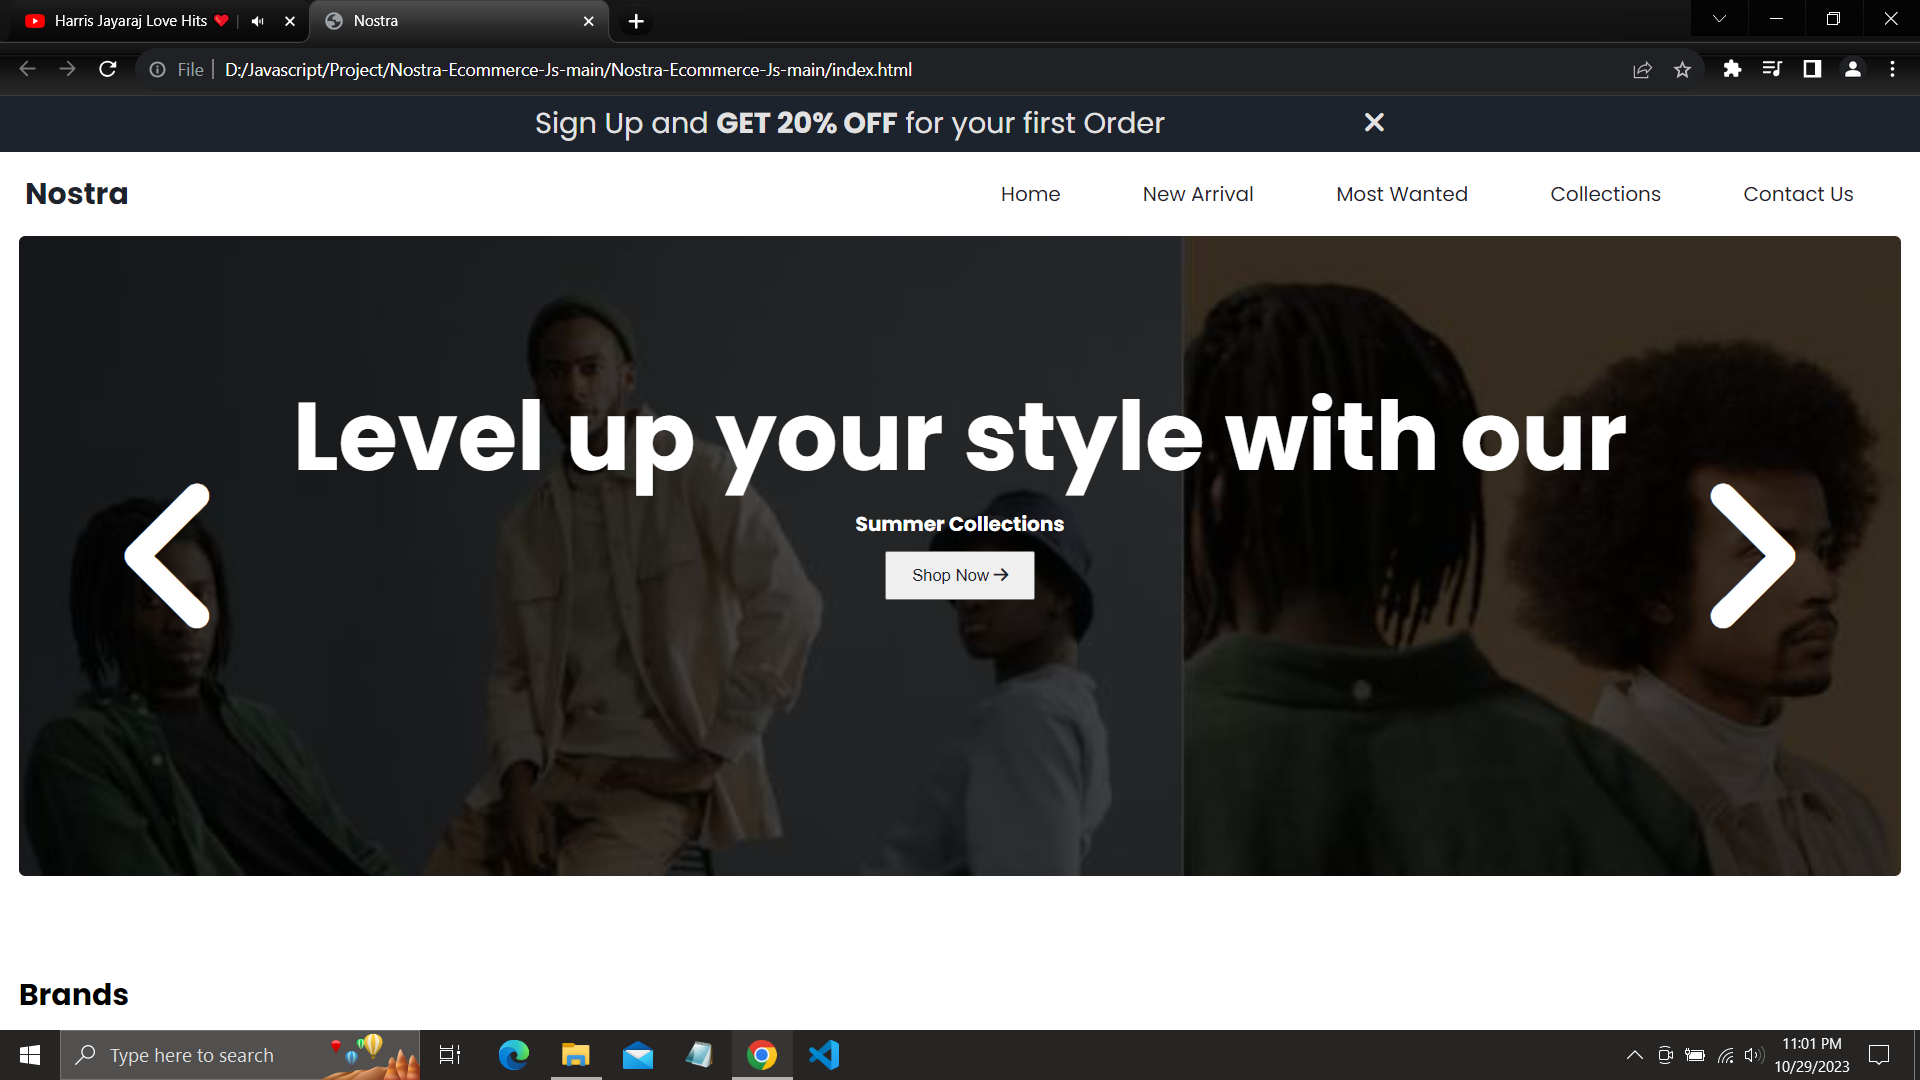 Harris Jayaraj Love Hits ❤️
Nostra
File
D:/Javascript/Project/Nostra-Ecommerce-Js-main/Nostra-Ecommerce-Js-main/index.html
Sign Up and GET 20% OFF for your first Order
Nostra
Home
New Arrival
Most Wanted
Collections
Contact Us
Level up your style with our
Summer Collections
Shop Now →
Brands
Type here to search
11:01 PM
10/29/2023